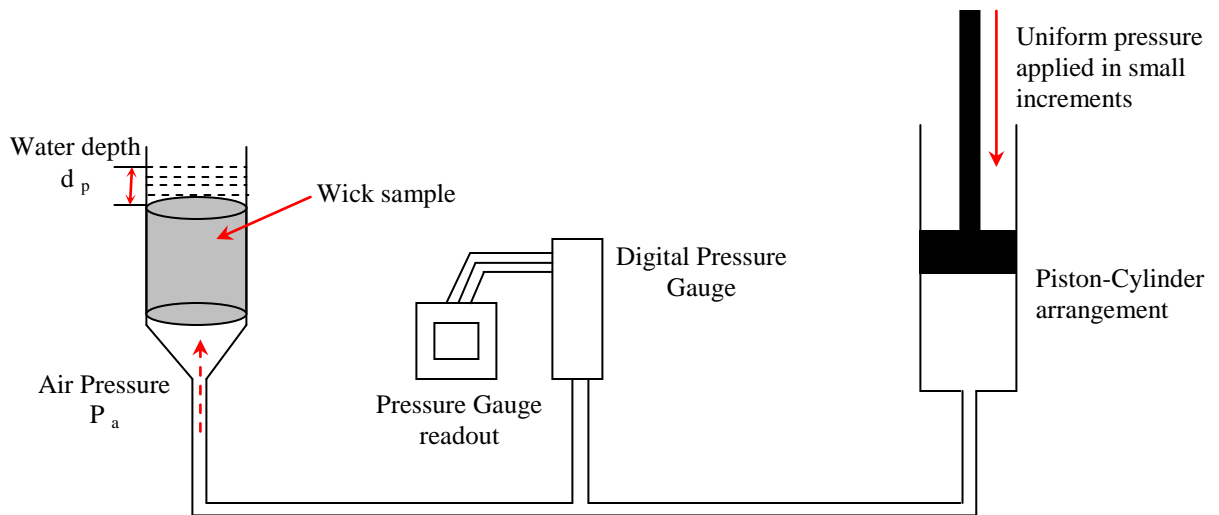 Uniform pressure
applied in small
increments
Water depth
d p
Wick sample
Digital Pressure
Gauge
Piston-Cylinder
arrangement
Air Pressure
P a
Pressure Gauge
readout